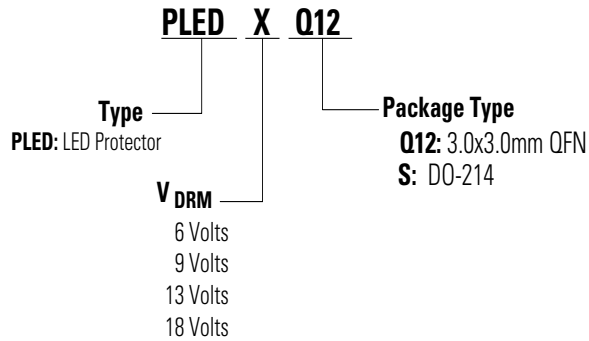 PLED X Q12
Type
PLED: LED Protector
Package Type
Q12: 3.0x3.0mm QFN
S: DO-214
V DRM
6 Volts
9 Volts
13 Volts
18 Volts